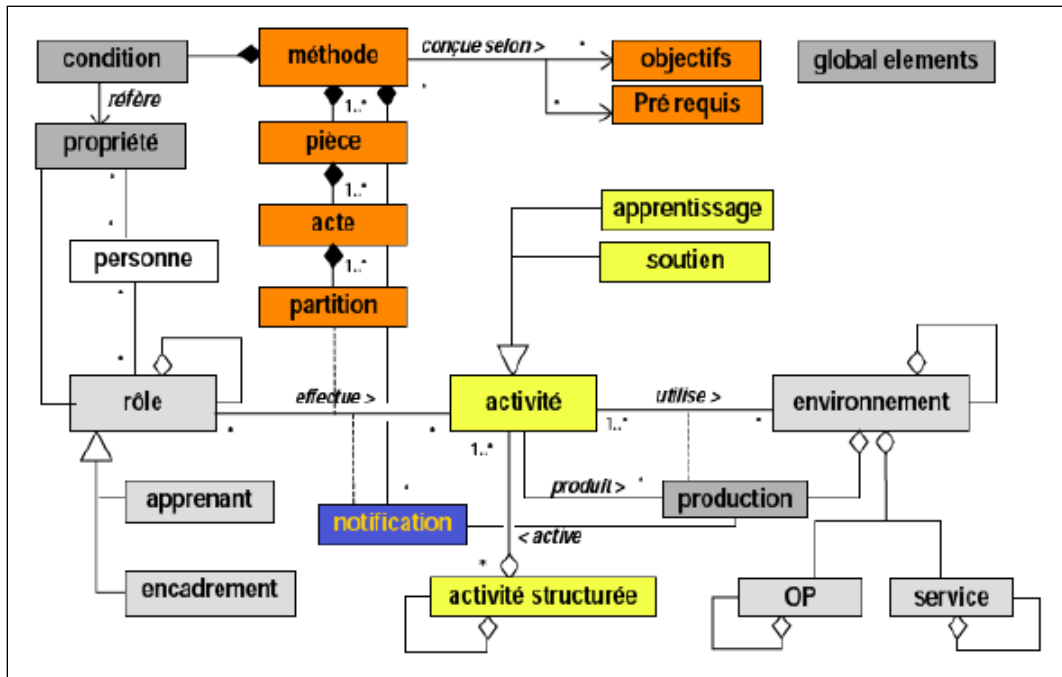 condition
méthode
conçue selon >
*
objectifs
global elements
réfère
1..*
*
*
Pré requis
propriété
pièce
*
1..*
apprentissage
*
acte
personne
soutien
*
1..*
partition
*
rôle
effectue >
activité
utilise >
environnement
*
*
1..*
*
1..*
apprenant
*
produit >
*
production
notification
< active
encadrement
*
activité structurée
OP
service